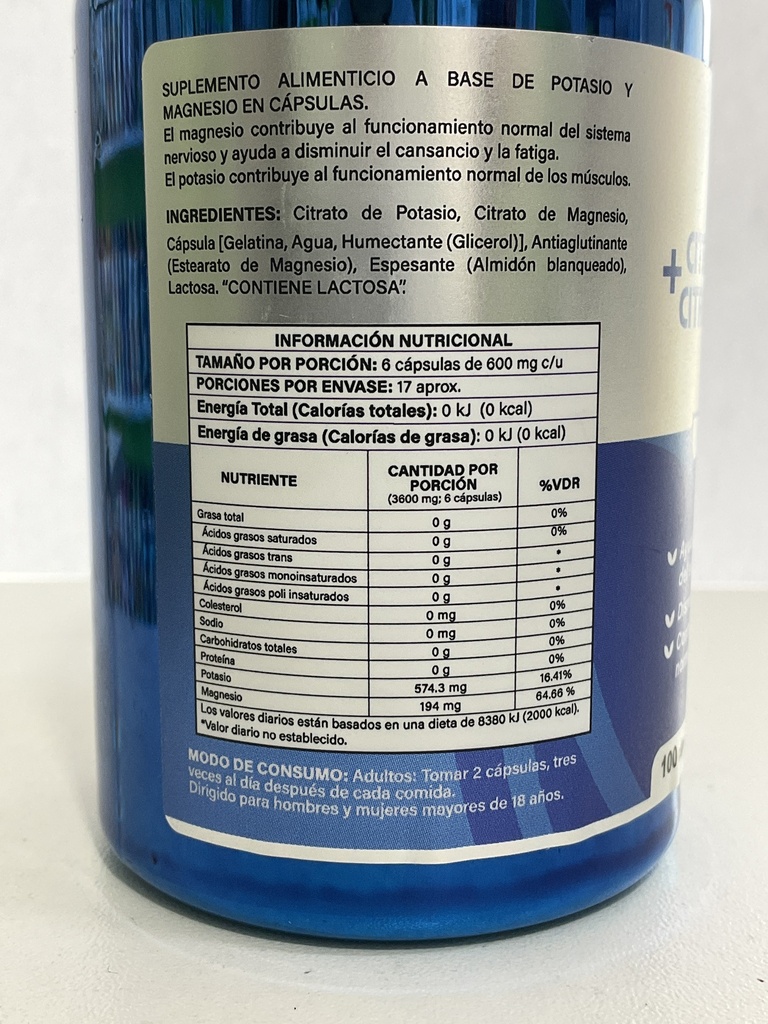 SUPLEMENTO ALIMENTICIO A BASE DE POTASIO Y
MAGNESIO EN CÁPSULAS.
El magnesio contribuye al funcionamiento normal del sistema
nervioso y ayuda a disminuir el cansancio y la fatiga.
El potasio contribuye al funcionamiento normal de los músculos.
INGREDIENTES: Citrato de Potasio, Citrato de Magnesio,
Cápsula [Gelatina, Agua, Humectante (Glicerol)], Antiaglutinante
(Estearato de Magnesio), Espesante (Almidón blanqueado),
Lactosa. "CONTIENE LACTOSA".
INFORMACIÓN NUTRICIONAL
TAMAÑO POR PORCIÓN: 6 cápsulas de 600 mg c/u
PORCIONES POR ENVASE: 17 aprox.
Energía Total (Calorías totales): 0 kJ (0 kcal)
Energía de grasa (Calorías de grasa): 0 kJ (0 kcal)
NUTRIENTE CANTIDAD POR PORCIÓN (3600 mg; 6 cápsulas) %VDR
Grasa total 0 g 0%
Ácidos grasos saturados 0 g 0%
Ácidos grasos trans 0 g *
Ácidos grasos monoinsaturados 0 g *
Ácidos grasos poli insaturados 0 g *
Colesterol 0 mg 0%
Sodio 0 mg 0%
Carbohidratos totales 0 g 0%
Proteína 0 g 0%
Potasio 574.3 mg 16.41%
Magnesio 194 mg 64.66 %
Los valores diarios están basados en una dieta de 8380 kJ (2000 kcal).
*Valor diario no establecido.
MODO DE CONSUMO: Adultos: Tomar 2 cápsulas, tres
veces al día después de cada comida.
Dirigido para hombres y mujeres mayores de 18 años.
+
100